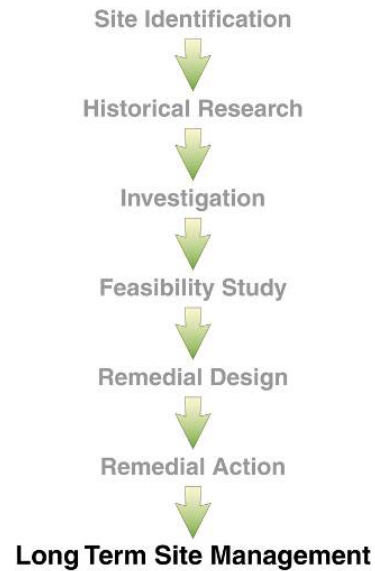 Site Identification
Historical Research
Investigation
Feasibility Study
Remedial Design
Remedial Action
Long Term Site Management